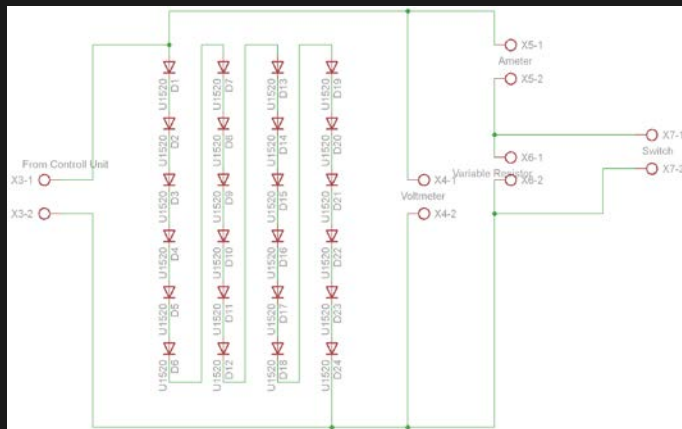 X5-1
Ameter
X5-2
U1520 D1
U1520 D7
U1520 D13
U1520 D19
U1520 D2
U1520 D8
U1520 D14
U1520 D20
X7-1
Switch
X7-2
X6-1
Variable Resistor
X6-2
From Controll Unit
X3-1
X3-2
U1520 D3
U1520 D9
U1520 D15
U1520 D21
X4-1
Voltmeter
X4-2
U1520 D4
U1520 D10
U1520 D16
U1520 D22
U1520 D5
U1520 D11
U1520 D17
U1520 D23
U1520 D6
U1520 D12
U1520 D18
U1520 D24